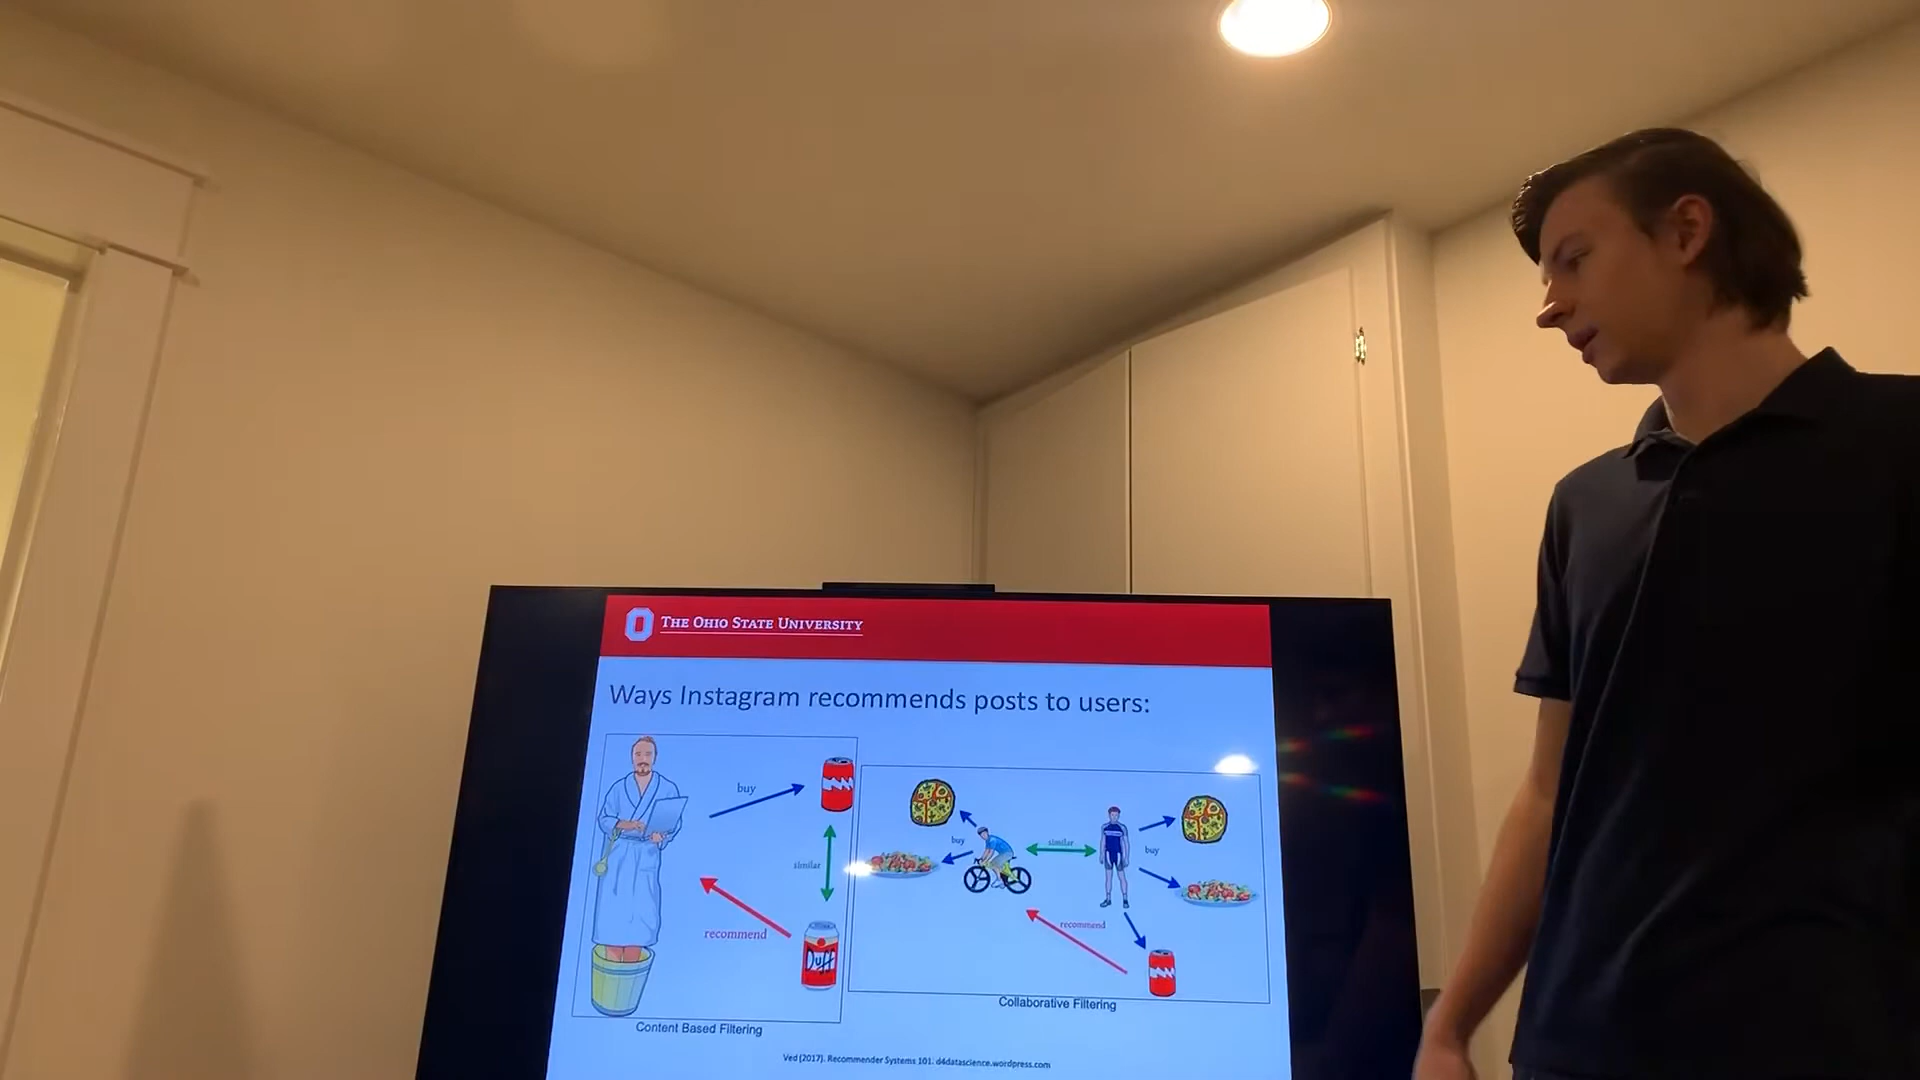 THE OHIO STATE UNIVERSITY
Ways Instagram recommends posts to users:
buy
similar
recommend
Duff
Content Based Filtering
buy
similar
buy
recommend
Collaborative Filtering
Ved (2017). Recommender Systems 101. d4datascience.wordpress.com